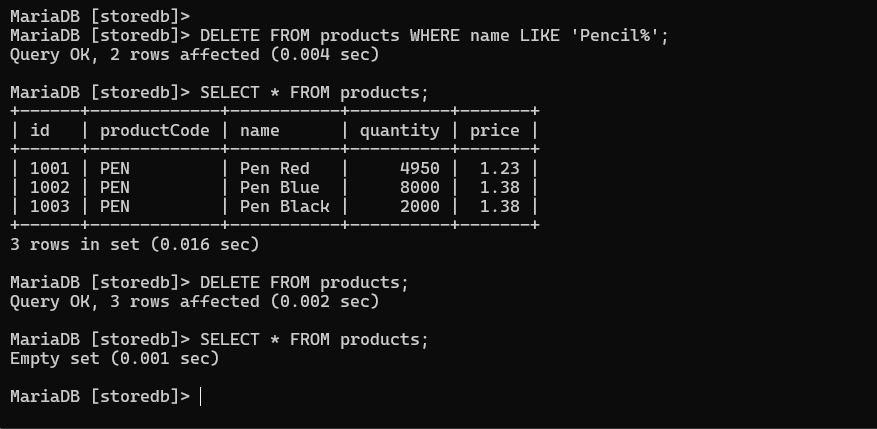 MariaDB [storedb]>
MariaDB [storedb]> DELETE FROM products WHERE name LIKE 'Pencil%';
Query OK, 2 rows affected (0.004 sec)

MariaDB [storedb]> SELECT * FROM products;
+------+-------------+-----------+----------+-------+
| id   | productCode | name      | quantity | price |
+------+-------------+-----------+----------+-------+
| 1001 | PEN         | Pen Red   |     4950 |  1.23 |
| 1002 | PEN         | Pen Blue  |     8000 |  1.38 |
| 1003 | PEN         | Pen Black |     2000 |  1.38 |
+------+-------------+-----------+----------+-------+
3 rows in set (0.016 sec)

MariaDB [storedb]> DELETE FROM products;
Query OK, 3 rows affected (0.002 sec)

MariaDB [storedb]> SELECT * FROM products;
Empty set (0.001 sec)

MariaDB [storedb]>